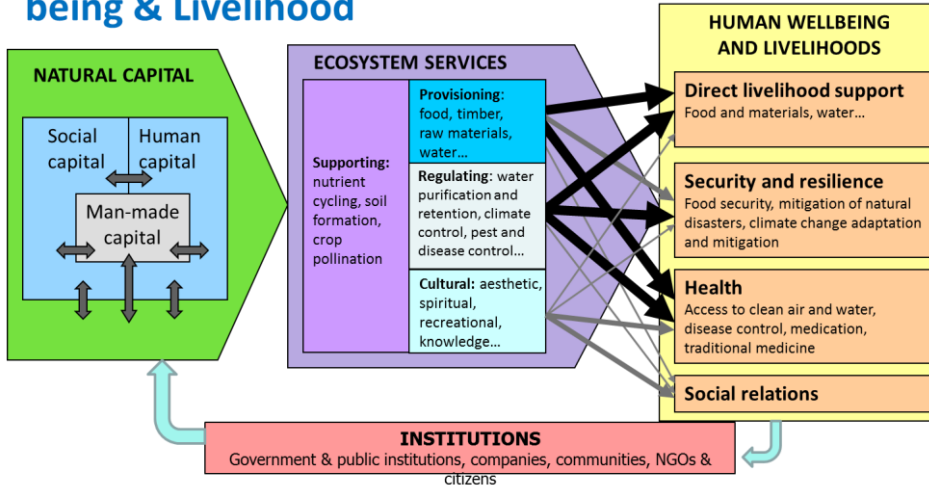 being & Livelihood
NATURAL CAPITAL
Social
capital
Human
capital
Man-made
capital
ECOSYSTEM SERVICES
Supporting:
nutrient
cycling, soil
formation,
crop
pollination
Provisioning:
food, timber,
raw materials,
water...
Regulating: water
purification and
retention, climate
control, pest and
disease control...
Cultural: aesthetic,
spiritual,
recreational,
knowledge...
HUMAN WELLBEING
AND LIVELIHOODS
Direct livelihood support
Food and materials, water...
Security and resilience
Food security, mitigation of natural
disasters, climate change adaptation
and mitigation
Health
Access to clean air and water,
disease control, medication,
traditional medicine
Social relations
INSTITUTIONS
Government & public institutions, companies, communities, NGOs &
citizens